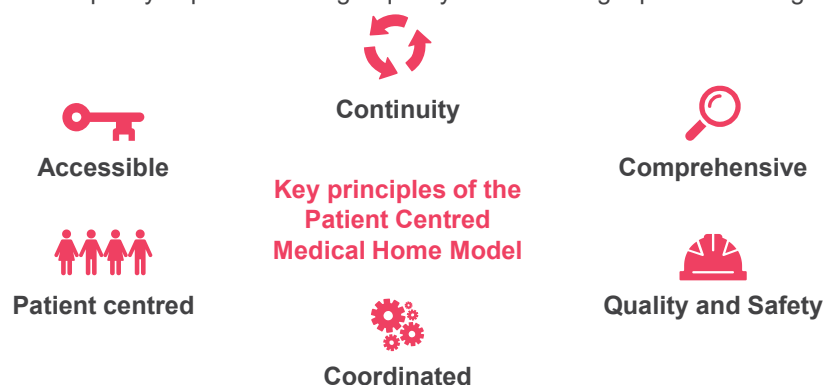 Continuity
Accessible
Comprehensive
Key principles of the
Patient Centred
Medical Home Model
Patient centred
Quality and Safety
Coordinated